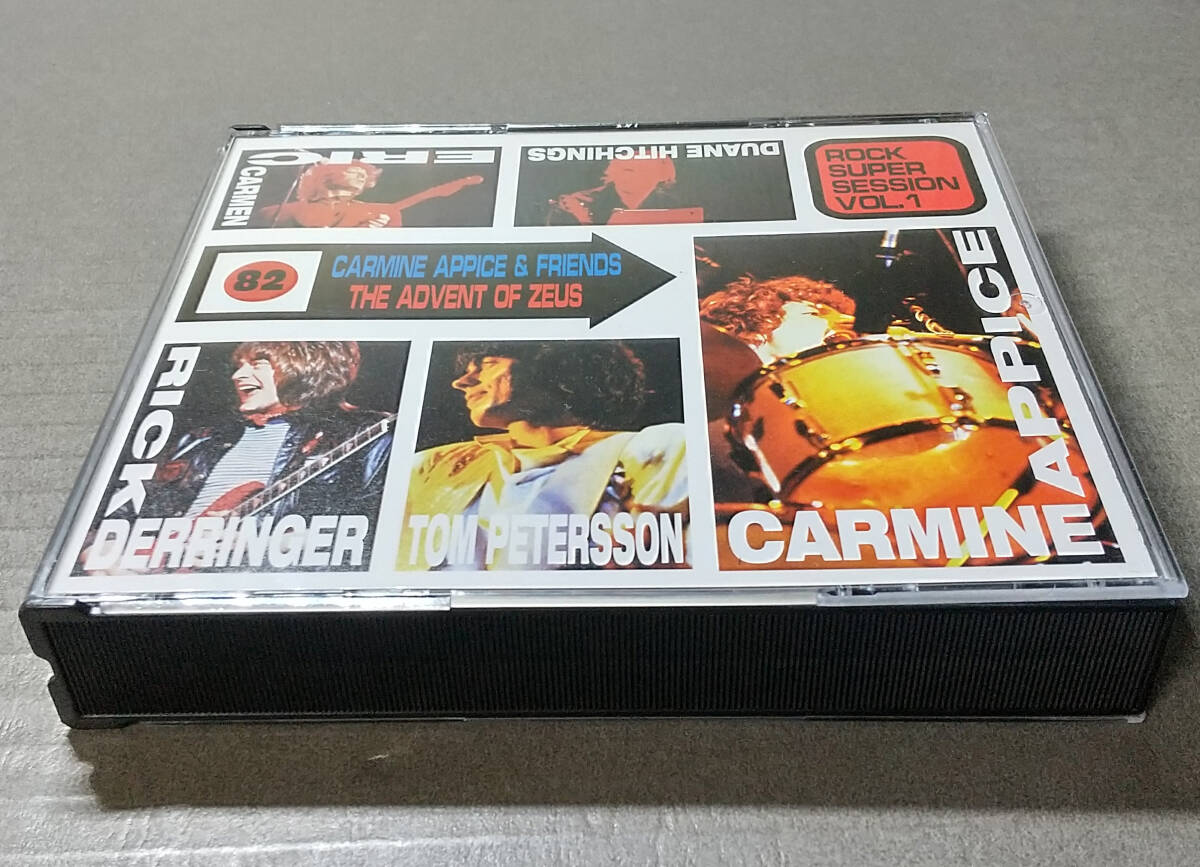 ERIC
CARMEN
DUANE HITCHINGS
ROCK
SUPER
SESSION
VOL.1
82
CARMINE APPICE & FRIENDS
THE ADVENT OF ZEUS
RICK
DERRINGER
TOM PETERSSON
CARMINE
APPICE